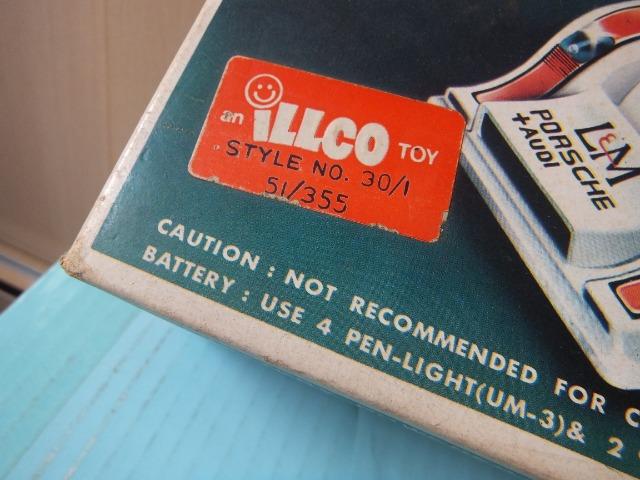 an iLLCO TOY
STYLE NO. 30/1
51/355
L&M
PORSCHE
+AUDI
CAUTION : NOT RECOMMENDED FOR
BATTERY : USE 4 PEN-LIGHT(UM-3)& 2